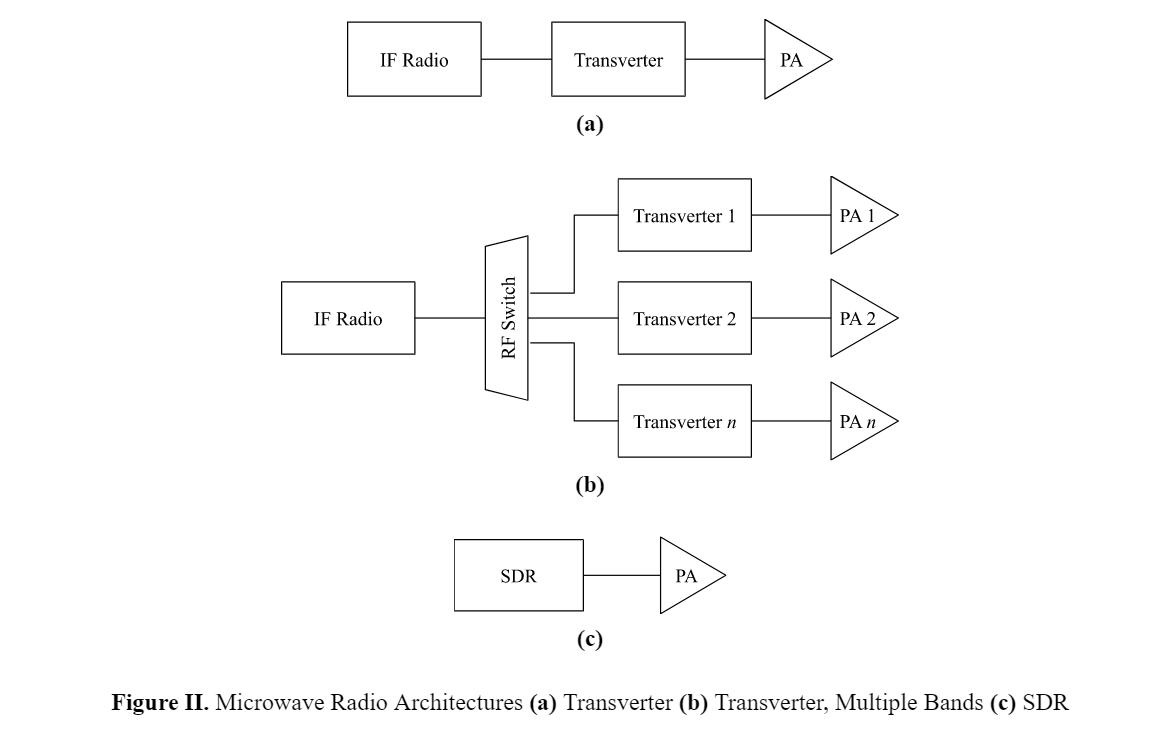 IF Radio Transverter PA
(a)
Transverter 1 PA 1
IF Radio RF Switch Transverter 2 PA 2
Transverter n PA n
(b)
SDR PA
(c)
Figure II. Microwave Radio Architectures (a) Transverter (b) Transverter, Multiple Bands (c) SDR